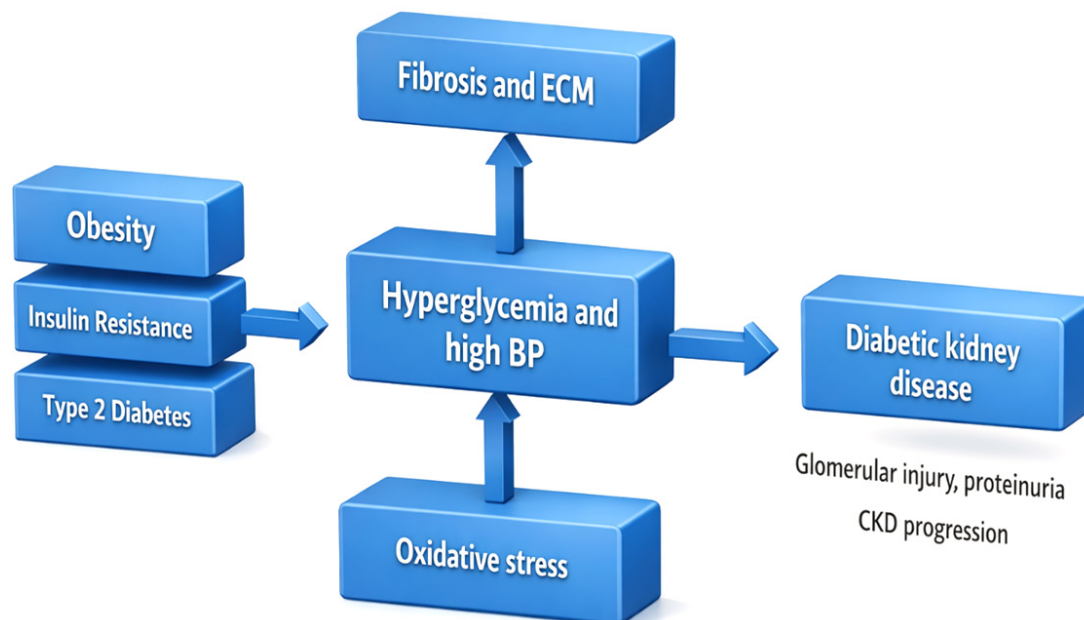 Fibrosis and ECM
Obesity
Insulin Resistance
Type 2 Diabetes
Hyperglycemia and
high BP
Diabetic kidney
disease
Glomerular injury, proteinuria
CKD progression
Oxidative stress